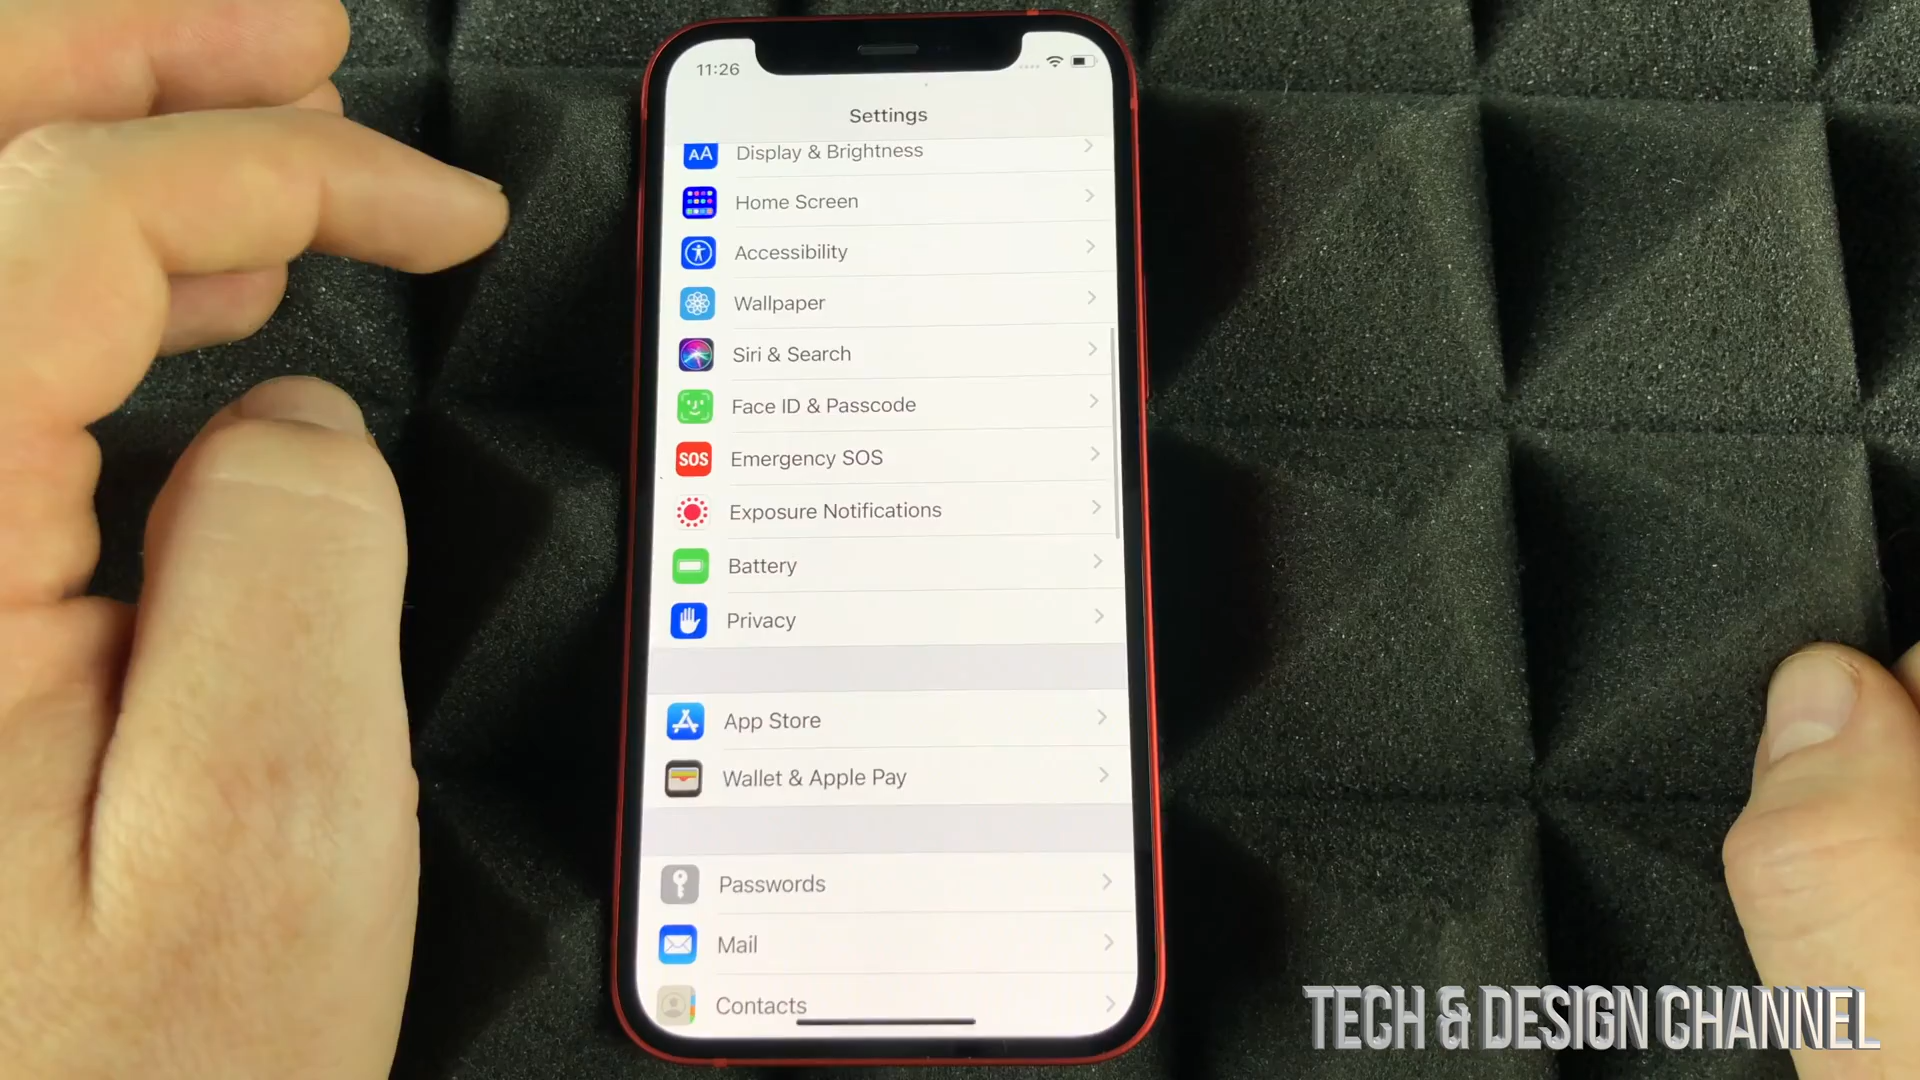 11:26
Settings
AA Display & Brightness
Home Screen
Accessibility
Wallpaper
Siri & Search
Face ID & Passcode
SOS Emergency SOS
Exposure Notifications
Battery
Privacy
App Store
Wallet & Apple Pay
Passwords
Mail
Contacts
TECH & DESIGN CHANNEL